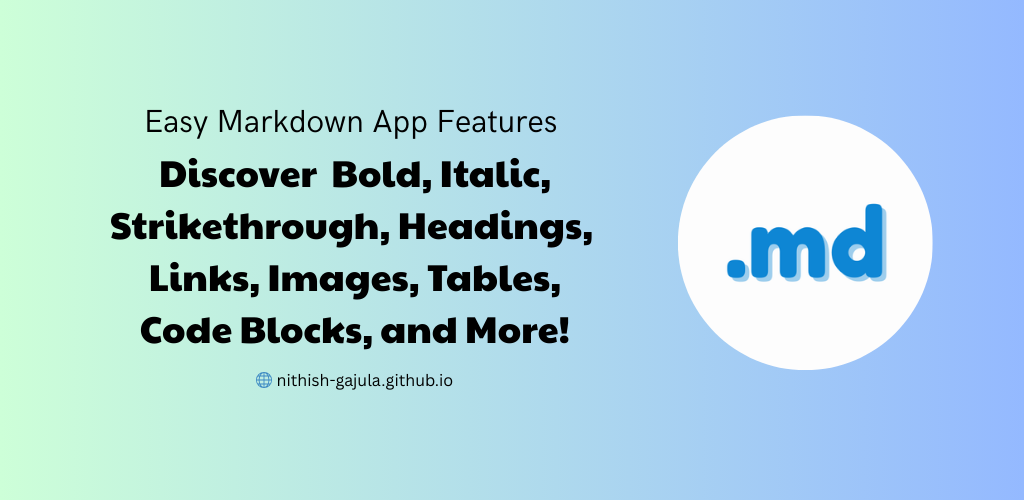 Easy Markdown App Features
Discover Bold, Italic,
Strikethrough, Headings,
Links, Images, Tables,
Code Blocks, and More!
nithish-gajula.github.io
.md